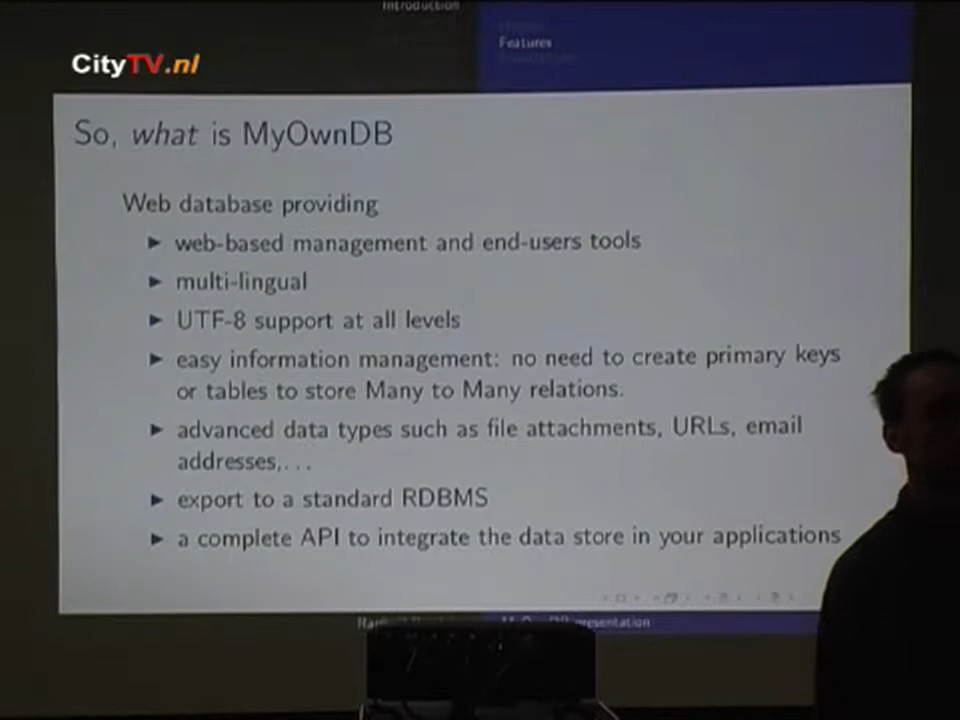 Introduction
Features
CityTV.nl
So, what is MyOwnDB
Web database providing
web-based management and end-users tools
multi-lingual
UTF-8 support at all levels
easy information management: no need to create primary keys
or tables to store Many to Many relations.
advanced data types such as file attachments, URLs, email
addresses,...
export to a standard RDBMS
a complete API to integrate the data store in your applications
presentation